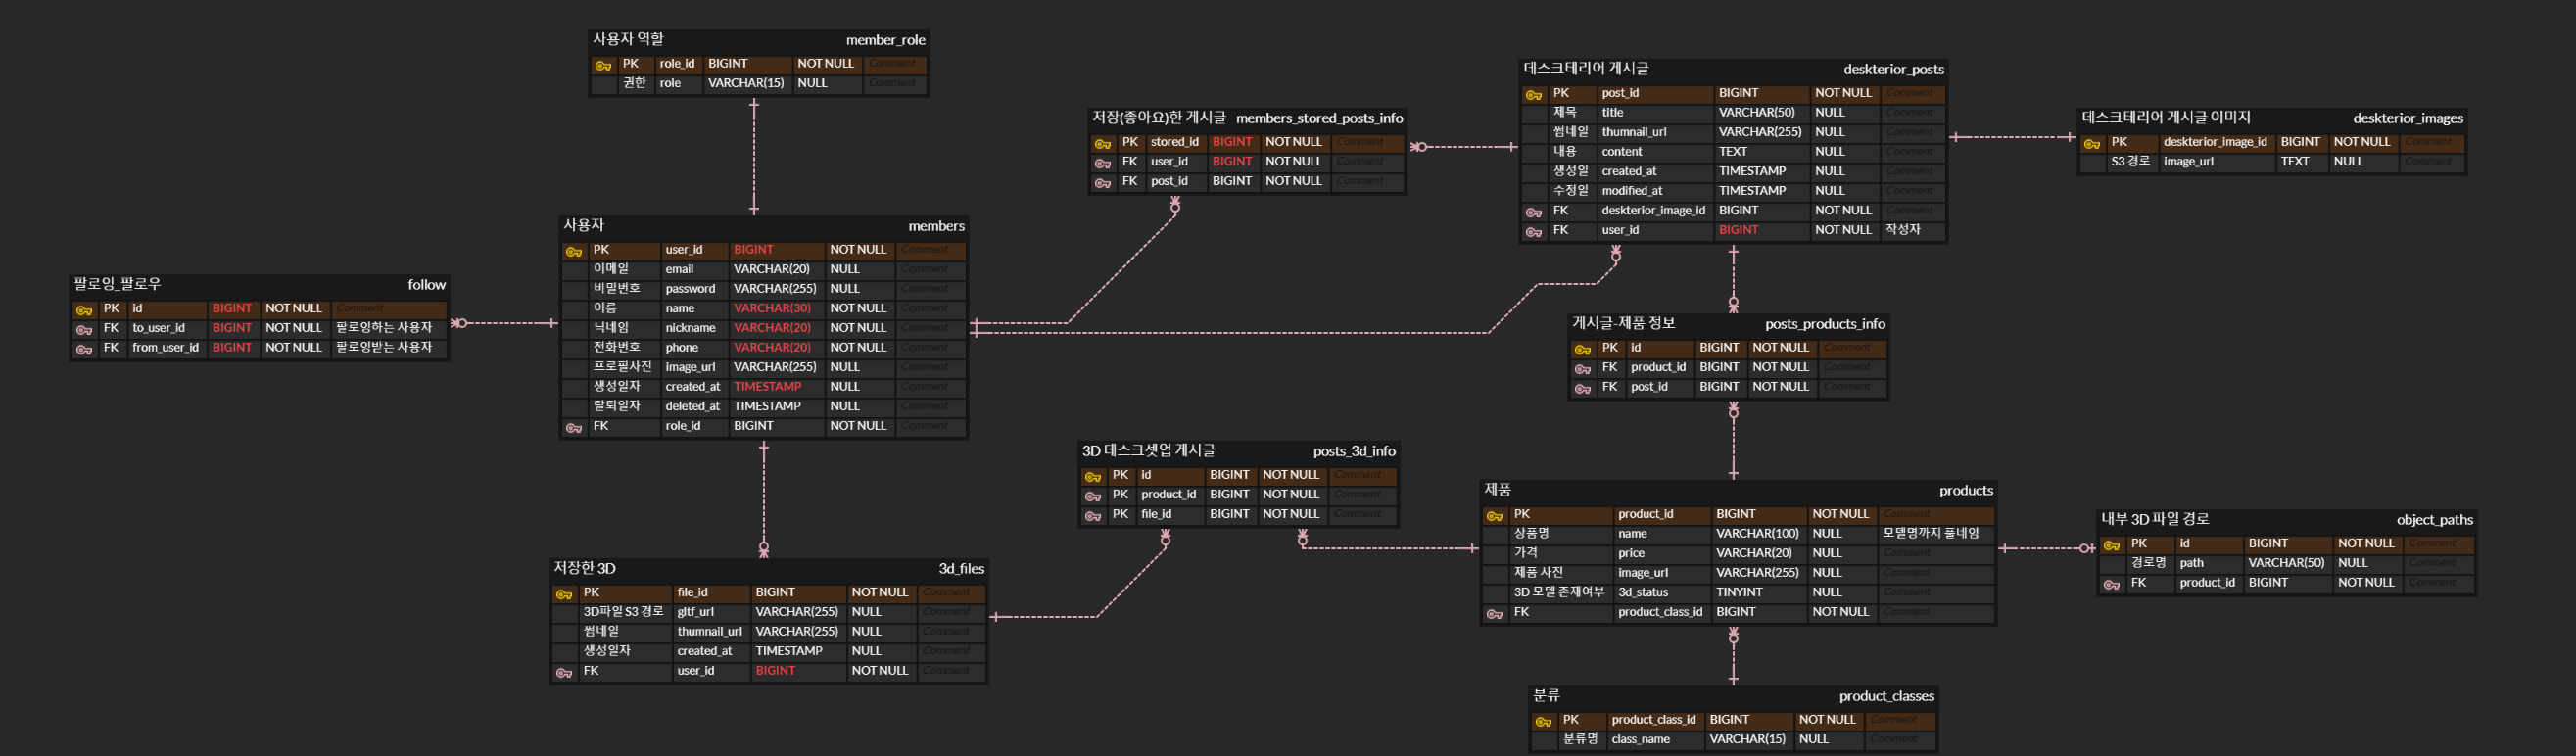 사용자 역할 member_role
PK role_id BIGINT NOT NULL Comment
권한 role VARCHAR(15) NULL Comment
데스크테리어 게시글 deskterior_posts
PK post_id BIGINT NOT NULL Comment
제목 title VARCHAR(50) NULL Comment
썸네일 thumnail_url VARCHAR(255) NULL Comment
내용 content TEXT NULL Comment
생성일 created_at TIMESTAMP NULL Comment
수정일 modified_at TIMESTAMP NULL Comment
FK deskterior_image_id BIGINT NOT NULL Comment
FK user_id BIGINT NOT NULL 작성자
저장(좋아요)한 게시글 members_stored_posts_info
PK stored_id BIGINT NOT NULL Comment
FK user_id BIGINT NOT NULL Comment
FK post_id BIGINT NOT NULL Comment
데스크테리어 게시글 이미지 deskterior_images
PK deskterior_image_id BIGINT NOT NULL Comment
S3 경로 image_url TEXT NULL Comment
사용자 members
PK user_id BIGINT NOT NULL Comment
이메일 email VARCHAR(20) NULL Comment
비밀번호 password VARCHAR(255) NULL Comment
이름 name VARCHAR(30) NOT NULL Comment
닉네임 nickname VARCHAR(20) NOT NULL Comment
전화번호 phone VARCHAR(20) NOT NULL Comment
프로필사진 image_url VARCHAR(255) NULL Comment
생성일자 created_at TIMESTAMP NULL Comment
탈퇴일자 deleted_at TIMESTAMP NULL Comment
FK role_id BIGINT NOT NULL Comment
팔로잉_팔로우 follow
PK id BIGINT NOT NULL Comment
FK to_user_id BIGINT NOT NULL 팔로잉하는 사용자
FK from_user_id BIGINT NOT NULL 팔로잉받는 사용자
게시글-제품 정보 posts_products_info
PK id BIGINT NOT NULL Comment
FK product_id BIGINT NOT NULL Comment
FK post_id BIGINT NOT NULL Comment
3D 데스크셋업 게시글 posts_3d_info
PK id BIGINT NOT NULL Comment
PK product_id BIGINT NOT NULL Comment
PK file_id BIGINT NOT NULL Comment
제품 products
PK product_id BIGINT NOT NULL Comment
상품명 name VARCHAR(100) NULL 모델명까지 풀네임
가격 price VARCHAR(20) NULL Comment
제품 사진 image_url VARCHAR(255) NULL Comment
3D 모델 존재여부 3d_status TINYINT NULL Comment
FK product_class_id BIGINT NOT NULL Comment
내부 3D 파일 경로 object_paths
PK id BIGINT NOT NULL Comment
경로명 path VARCHAR(50) NULL Comment
FK product_id BIGINT NOT NULL Comment
저장한 3D 3d_files
PK file_id BIGINT NOT NULL Comment
3D파일 S3 경로 gltf_url VARCHAR(255) NULL Comment
썸네일 thumnail_url VARCHAR(255) NULL Comment
생성일자 created_at TIMESTAMP NULL Comment
FK user_id BIGINT NOT NULL Comment
분류 product_classes
PK product_class_id BIGINT NOT NULL Comment
분류명 class_name VARCHAR(15) NULL Comment